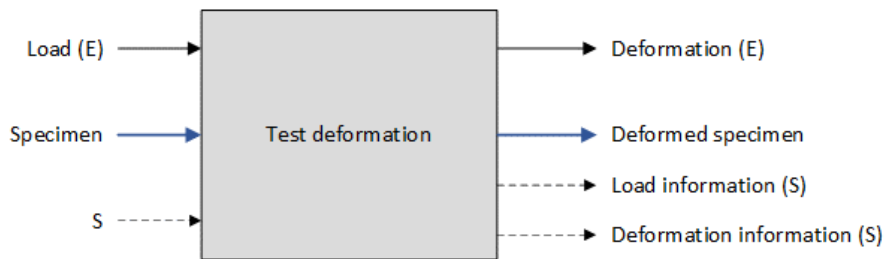 Load (E)
Deformation (E)
Specimen
Test deformation
Deformed specimen
Load information (S)
S
Deformation information (S)